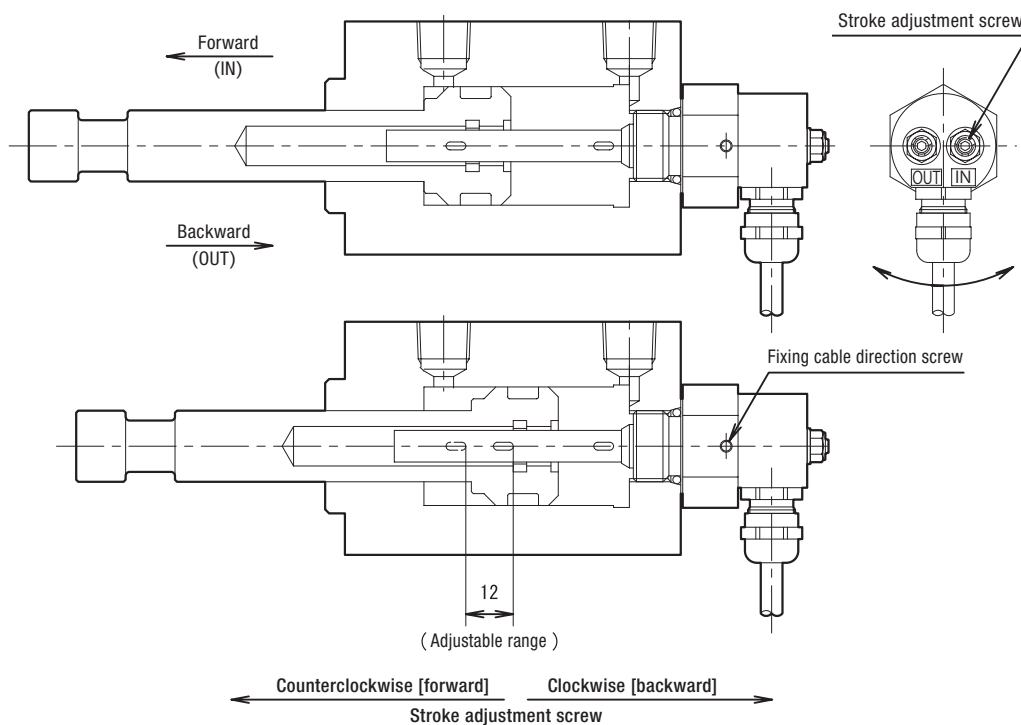 Stroke adjustment screw
Forward
(IN)
OUT IN
Backward
(OUT)
Fixing cable direction screw
12
( Adjustable range )
Counterclockwise [forward] Clockwise [backward]
Stroke adjustment screw